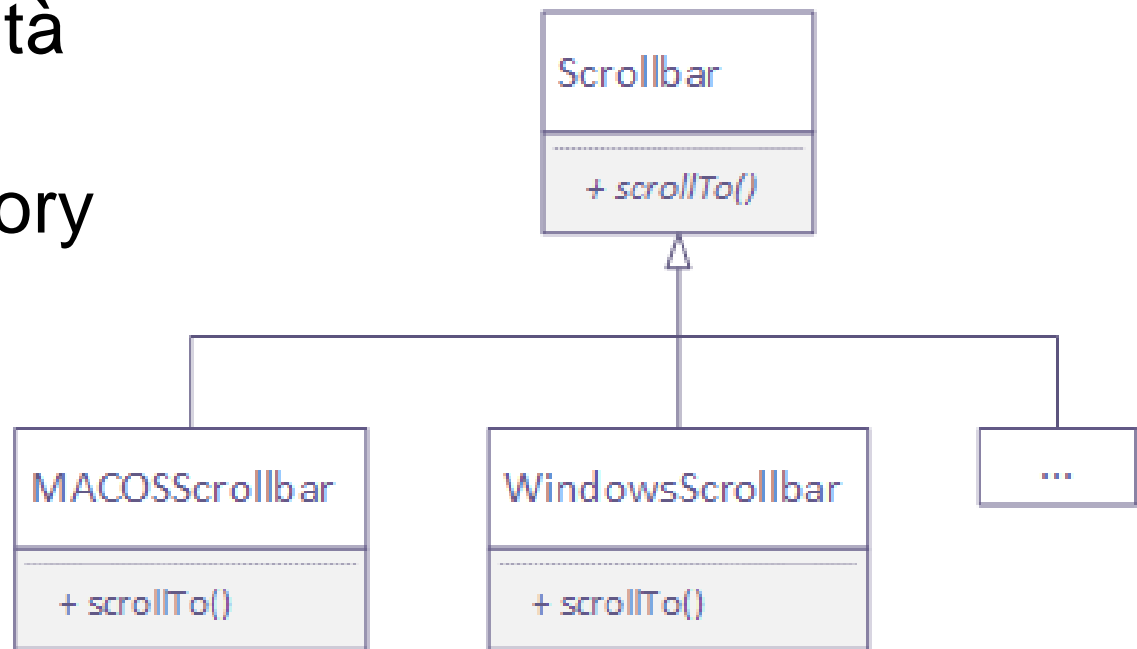 tà
ory
Scrollbar
+ scrollTo()
MACOSScrollbar
+ scrollTo()
WindowsScrollbar
+ scrollTo()
...